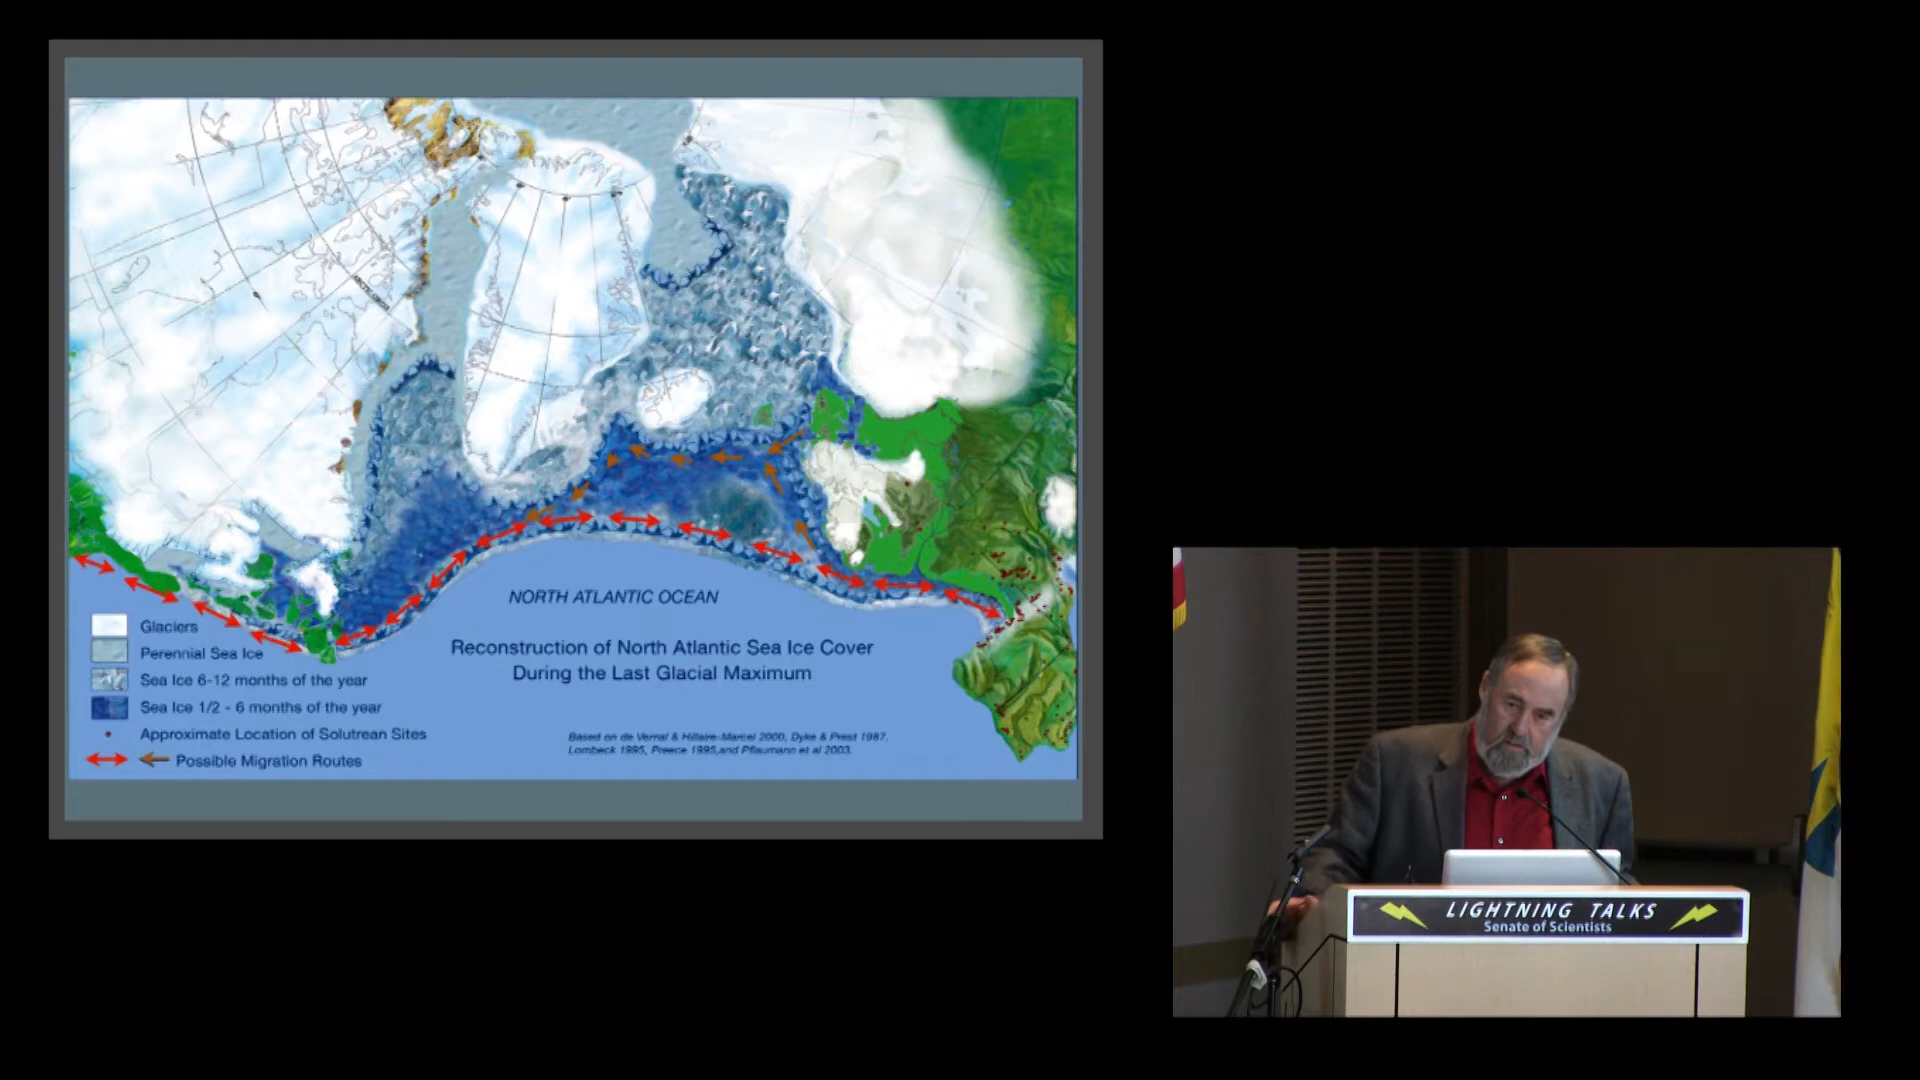 NORTH ATLANTIC OCEAN
Reconstruction of North Atlantic Sea Ice Cover
During the Last Glacial Maximum
Glaciers
Perennial Sea Ice
Sea Ice 6-12 months of the year
Sea Ice 1/2 - 6 months of the year
Approximate Location of Solutrean Sites
Possible Migration Routes
Based on de Vernal & Hillaire-Marcel 2000, Dyke & Prest 1987,
Lombeck 1995, Preece 1995,and Pflaumann et al 2003.
LIGHTNING TALKS
Senate of Scientists